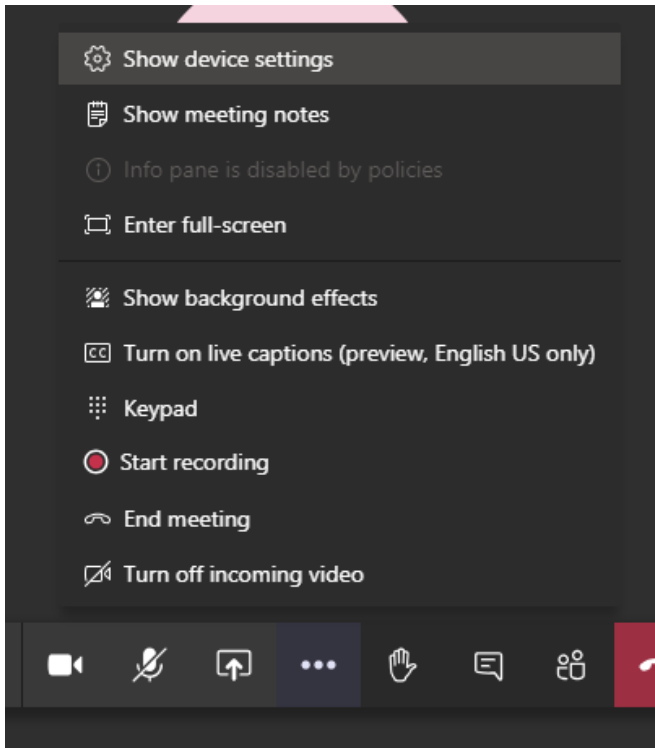 Show device settings
Show meeting notes
Info pane is disabled by policies
Enter full-screen
Show background effects
CC Turn on live captions (preview, English US only)
Keypad
Start recording
End meeting
Turn off incoming video